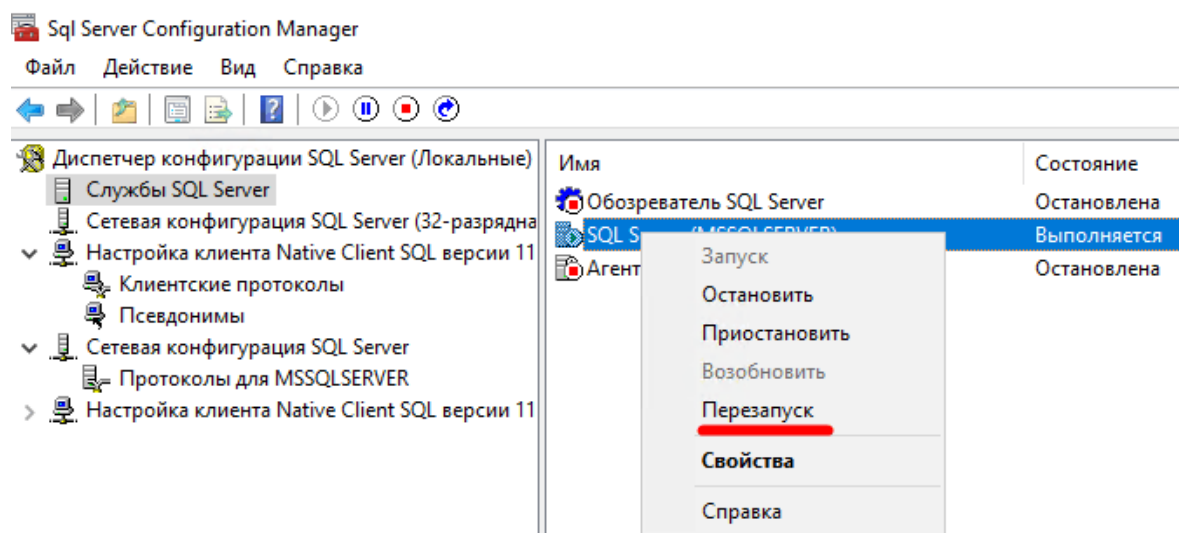 Sql Server Configuration Manager
Файл Действие Вид Справка
Диспетчер конфигурации SQL Server (Локальные)
Службы SQL Server
Сетевая конфигурация SQL Server (32-разрядна
Настройка клиента Native Client SQL версии 11
Клиентские протоколы
Псевдонимы
Сетевая конфигурация SQL Server
Протоколы для MSSQLSERVER
Настройка клиента Native Client SQL версии 11
Имя Состояние
Обозреватель SQL Server Остановлена
SQL S (MSSQLSERVER) Выполняется
Агент Остановлена
Запуск
Остановить
Приостановить
Возобновить
Перезапуск
Свойства
Справка